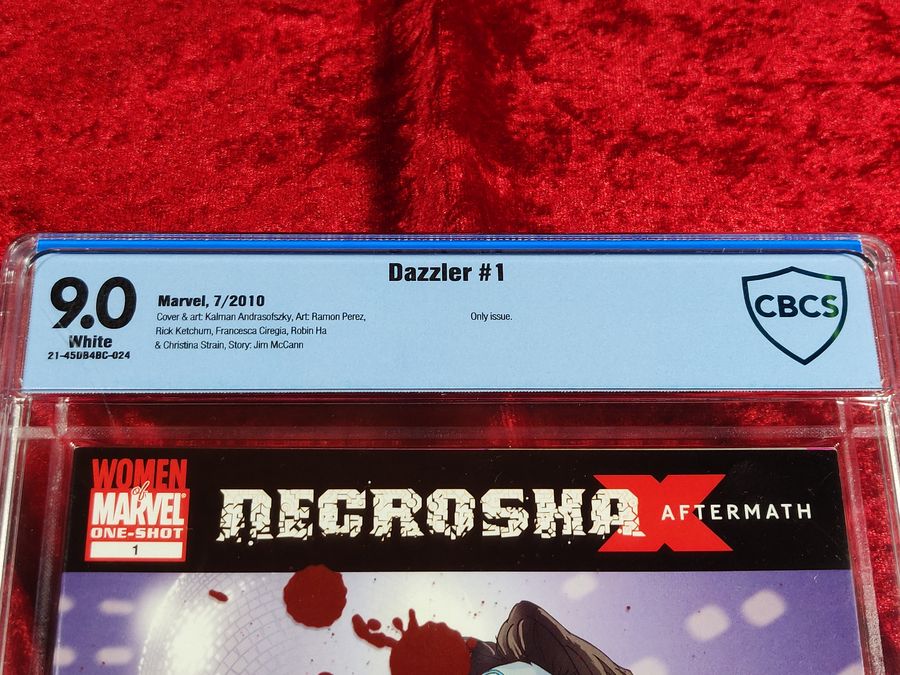 Dazzler #1
9.0
White
21-45DB4BC-024
Marvel, 7/2010
Cover & art: Kalman Andrasofszky, Art: Ramon Perez,
Rick Ketchum, Francesca Ciregia, Robin Ha
& Christina Strain, Story: Jim McCann
Only issue.
CBCS
WOMEN
of
MARVEL
ONE-SHOT
1
NECROSHA
X
AFTERMATH